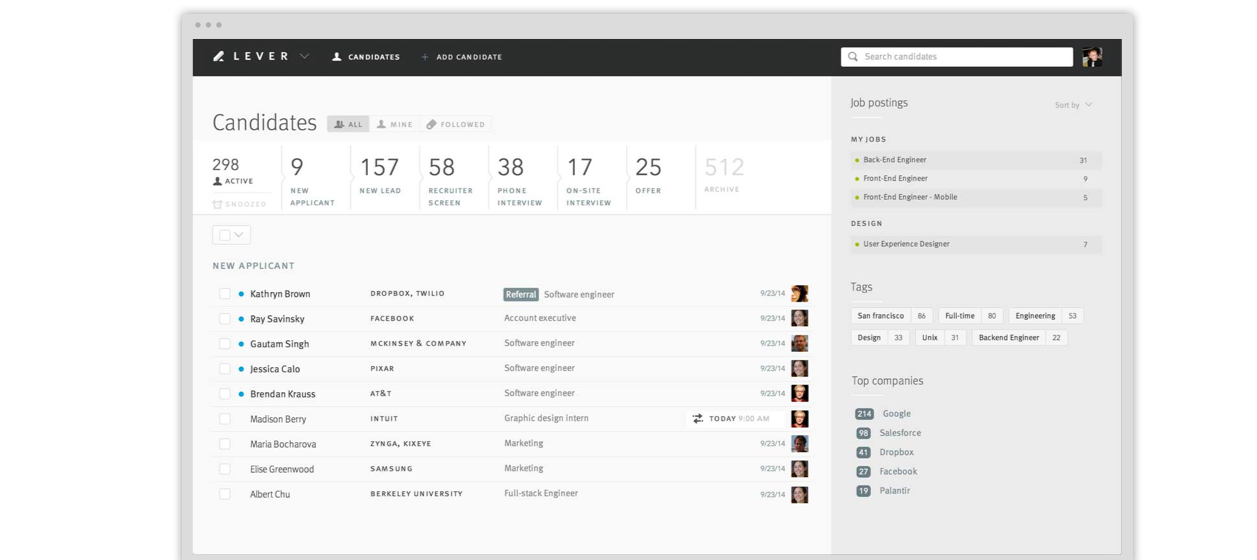 LEVER CANDIDATES + ADD CANDIDATE Search candidates
Candidates ALL MINE FOLLOWED
298 ACTIVE SNOOZED
9 NEW APPLICANT
157 NEW LEAD
58 RECRUITER SCREEN
38 PHONE INTERVIEW
17 ON-SITE INTERVIEW
25 OFFER
512 ARCHIVE
NEW APPLICANT
Kathryn Brown DROPBOX, TWILIO Referral Software engineer 9/23/14
Ray Savinsky FACEBOOK Account executive 9/23/14
Gautam Singh MCKINSEY & COMPANY Software engineer 9/23/14
Jessica Calo PIXAR Software engineer 9/23/14
Brendan Krauss AT&T Software engineer 9/23/14
Madison Berry INTUIT Graphic design intern TODAY 9:00 AM
Maria Bocharova ZYNGA, KIXEYE Marketing 9/23/14
Elise Greenwood SAMSUNG Marketing 9/23/14
Albert Chu BERKELEY UNIVERSITY Full-stack Engineer 9/23/14
Job postings Sort by
MY JOBS
Back-End Engineer 31
Front-End Engineer 9
Front-End Engineer - Mobile 5
DESIGN
User Experience Designer 7
Tags
San francisco 86 Full-time 80 Engineering 53
Design 33 Unix 31 Backend Engineer 22
Top companies
214 Google
98 Salesforce
41 Dropbox
27 Facebook
19 Palantir